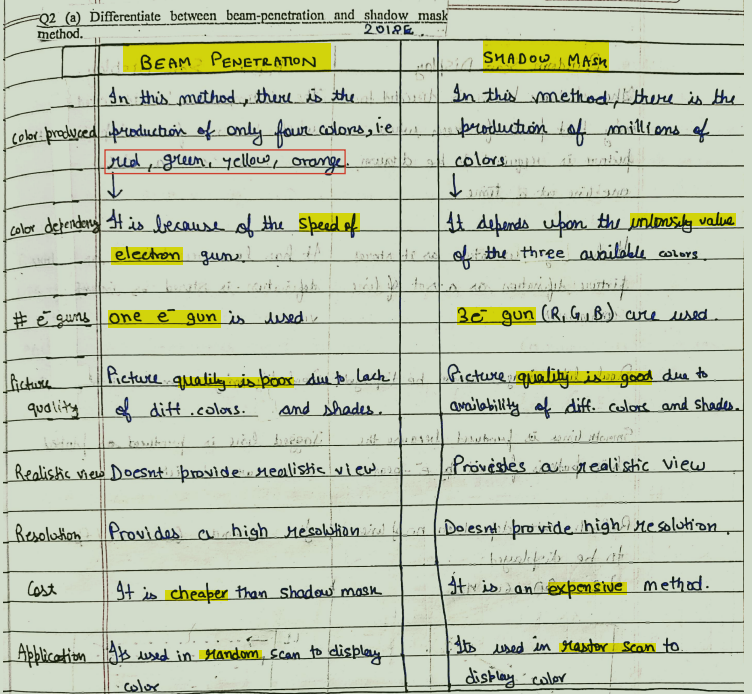 Q2 (a) Differentiate between beam-penetration and shadow mask
method. 2018E
BEAM PENETRATION SHADOW MASK
color produced In this method, there is the In this method, there is the
production of only four colors, i.e production of millions of
red, green, yellow, orange. colors
↓ ↓
color dependency It is because of the speed of It depends upon the intensity value
electron gun. of the three available colors.
# e⁻ guns one e⁻ gun is used 3e⁻ gun (R, G, B) are used.
Picture Picture quality is poor due to lack Picture quality is good due to
quality of diff. colors. and shades. availability of diff. colors and shades.
Realistic view Doesnt provide realistic view Provides a realistic view
Resolution Provides a high resolution Doesnt provide high resolution.
Cost It is cheaper than shadow mask It is an expensive method.
Application Its used in random scan to display Its used in rastor scan to
color display color